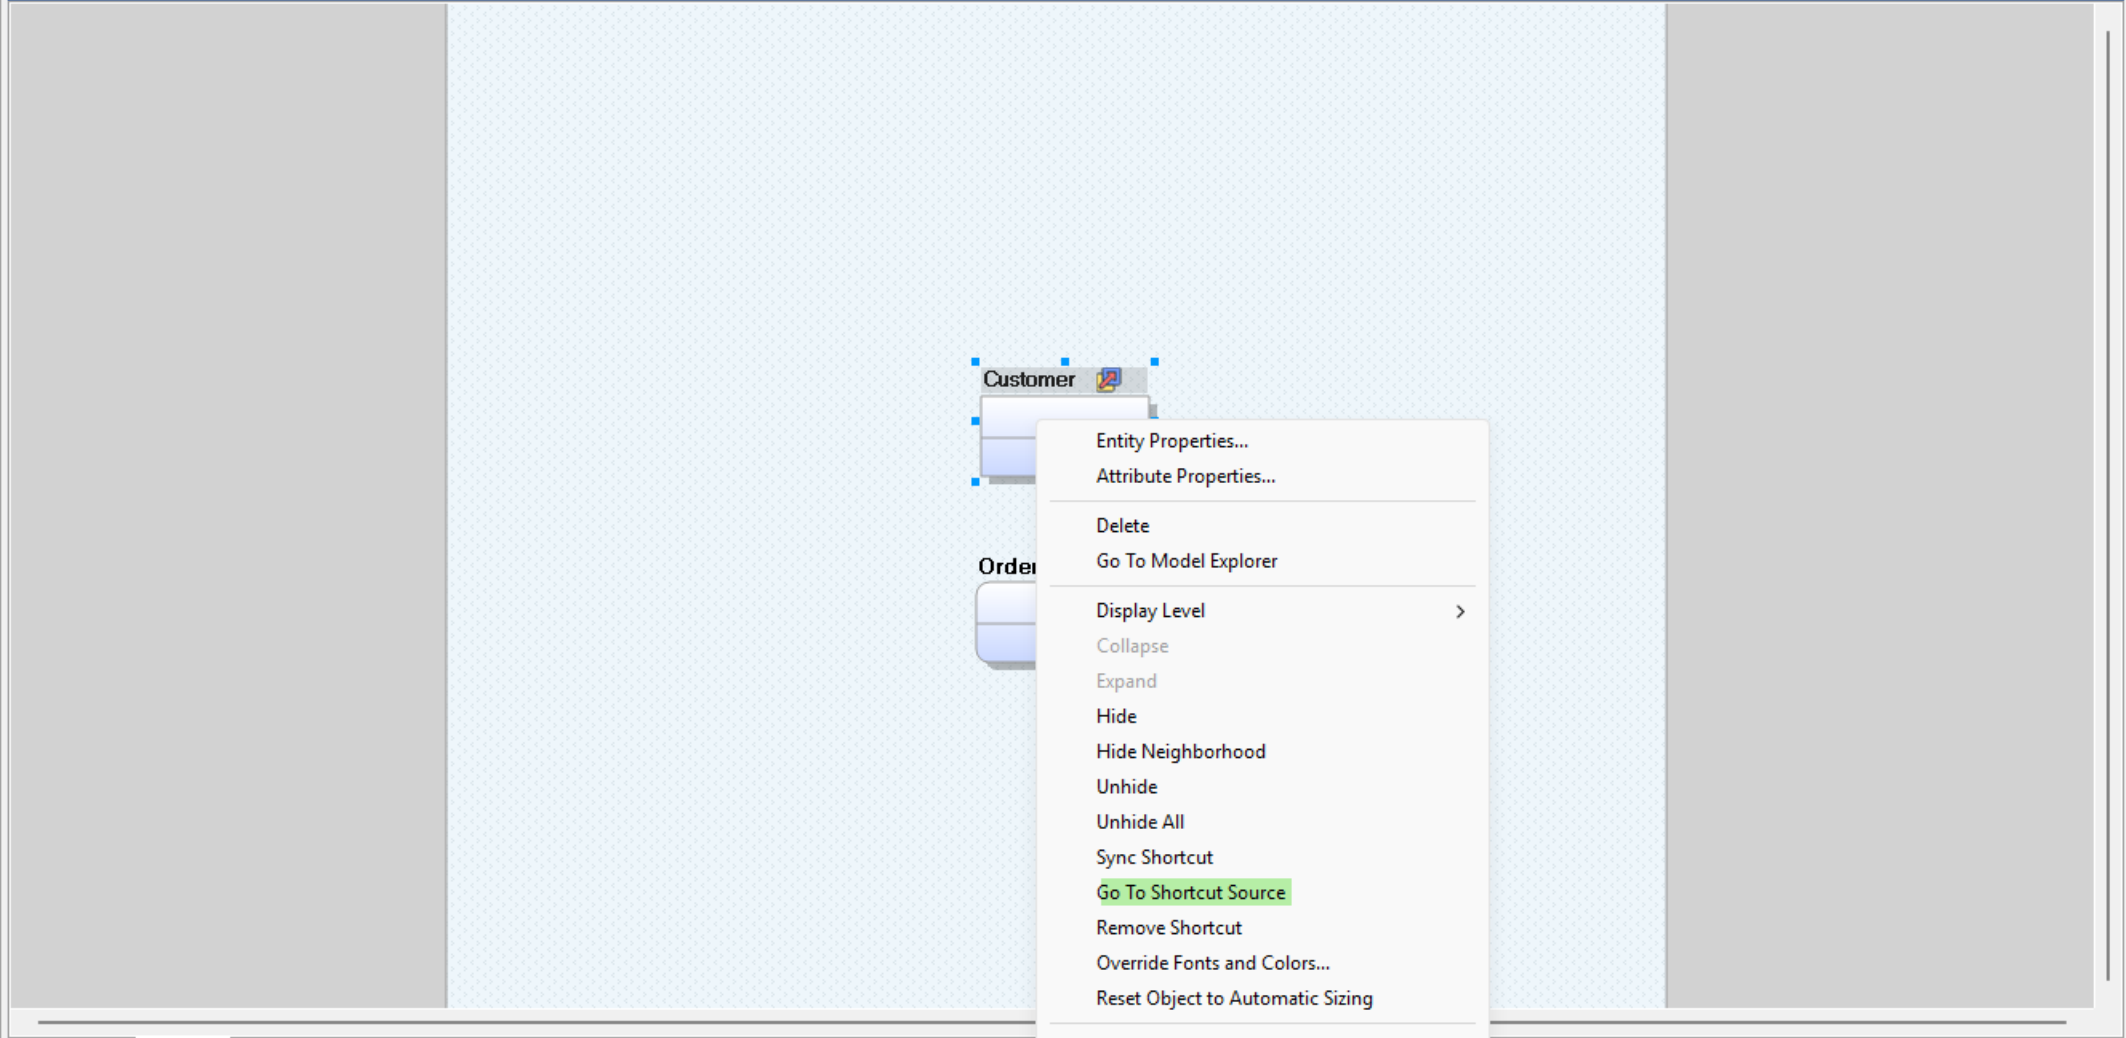 Customer
Entity Properties...
Attribute Properties...
Delete
Go To Model Explorer
Order
Display Level
Collapse
Expand
Hide
Hide Neighborhood
Unhide
Unhide All
Sync Shortcut
Go To Shortcut Source
Remove Shortcut
Override Fonts and Colors...
Reset Object to Automatic Sizing